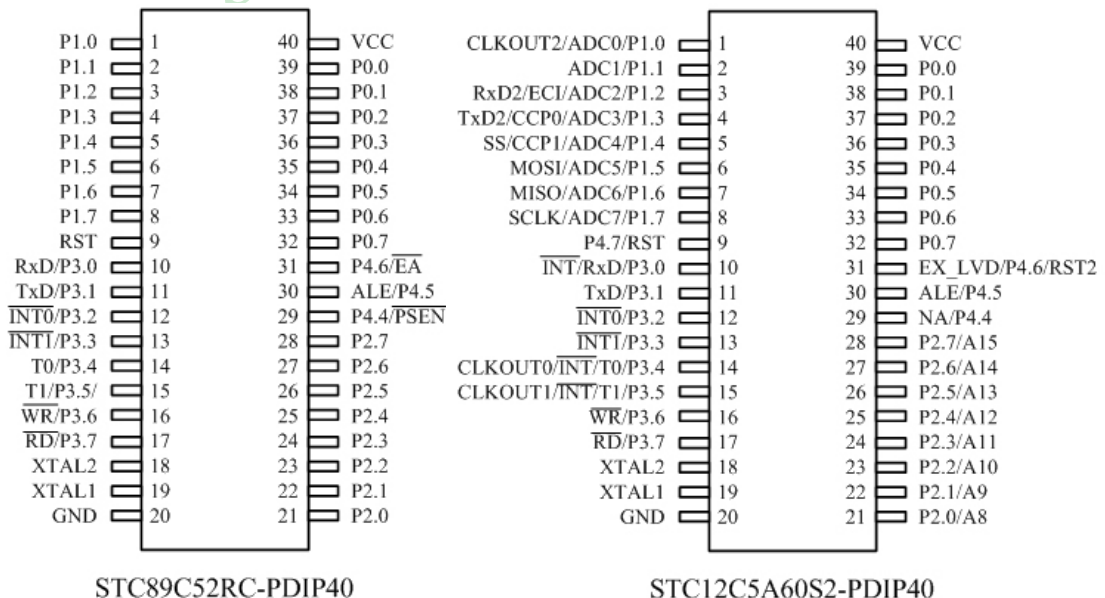 P1.0 1 40 VCC
P1.1 2 39 P0.0
P1.2 3 38 P0.1
P1.3 4 37 P0.2
P1.4 5 36 P0.3
P1.5 6 35 P0.4
P1.6 7 34 P0.5
P1.7 8 33 P0.6
RST 9 32 P0.7
RxD/P3.0 10 31 P4.6/E̅A̅
TxD/P3.1 11 30 ALE/P4.5
I̅N̅T̅0̅/P3.2 12 29 P4.4/P̅S̅E̅N̅
I̅N̅T̅1̅/P3.3 13 28 P2.7
T0/P3.4 14 27 P2.6
T1/P3.5/ 15 26 P2.5
W̅R̅/P3.6 16 25 P2.4
R̅D̅/P3.7 17 24 P2.3
XTAL2 18 23 P2.2
XTAL1 19 22 P2.1
GND 20 21 P2.0
STC89C52RC-PDIP40
CLKOUT2/ADC0/P1.0 1 40 VCC
ADC1/P1.1 2 39 P0.0
RxD2/ECI/ADC2/P1.2 3 38 P0.1
TxD2/CCP0/ADC3/P1.3 4 37 P0.2
SS/CCP1/ADC4/P1.4 5 36 P0.3
MOSI/ADC5/P1.5 6 35 P0.4
MISO/ADC6/P1.6 7 34 P0.5
SCLK/ADC7/P1.7 8 33 P0.6
P4.7/RST 9 32 P0.7
I̅N̅T̅/RxD/P3.0 10 31 EX_LVD/P4.6/RST2
TxD/P3.1 11 30 ALE/P4.5
I̅N̅T̅0̅/P3.2 12 29 NA/P4.4
I̅N̅T̅1̅/P3.3 13 28 P2.7/A15
CLKOUT0/I̅N̅T̅/T0/P3.4 14 27 P2.6/A14
CLKOUT1/I̅N̅T̅/T1/P3.5 15 26 P2.5/A13
W̅R̅/P3.6 16 25 P2.4/A12
R̅D̅/P3.7 17 24 P2.3/A11
XTAL2 18 23 P2.2/A10
XTAL1 19 22 P2.1/A9
GND 20 21 P2.0/A8
STC12C5A60S2-PDIP40